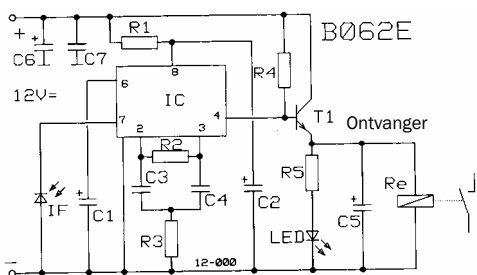 B062E
+
+
C6
C7
R1
8
R4
12V=
6
IC
4
T1
Ontvanger
7
2
3
R2
C3
C4
R5
Re
IF
+
C1
+
C2
+
C5
R3
LED
12-000
−